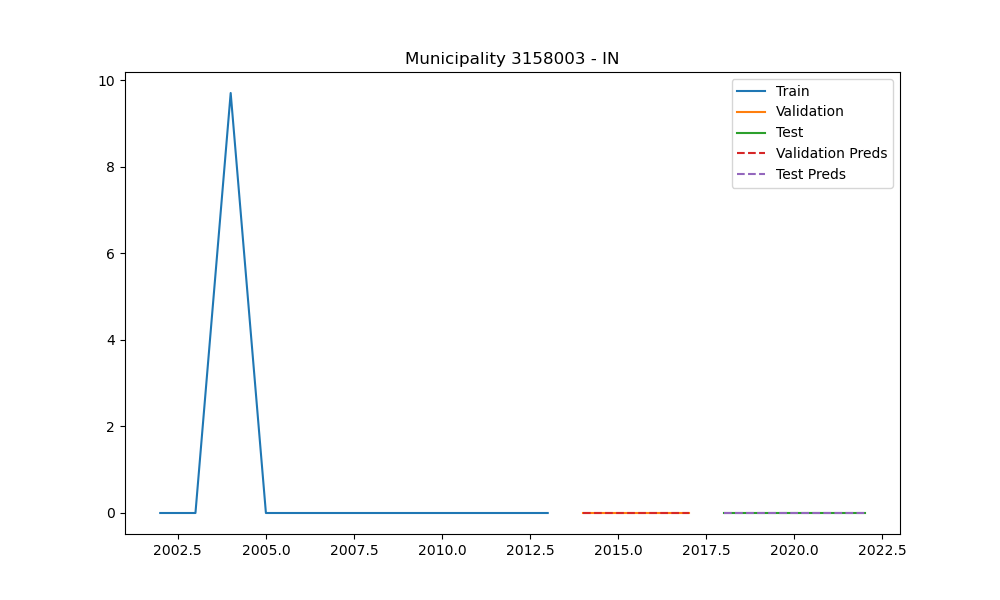 Municipality 3158003 - IN
10
8
6
4
2
0
Train
Validation
Test
Validation Preds
Test Preds
2002.5 2005.0 2007.5 2010.0 2012.5 2015.0 2017.5 2020.0 2022.5